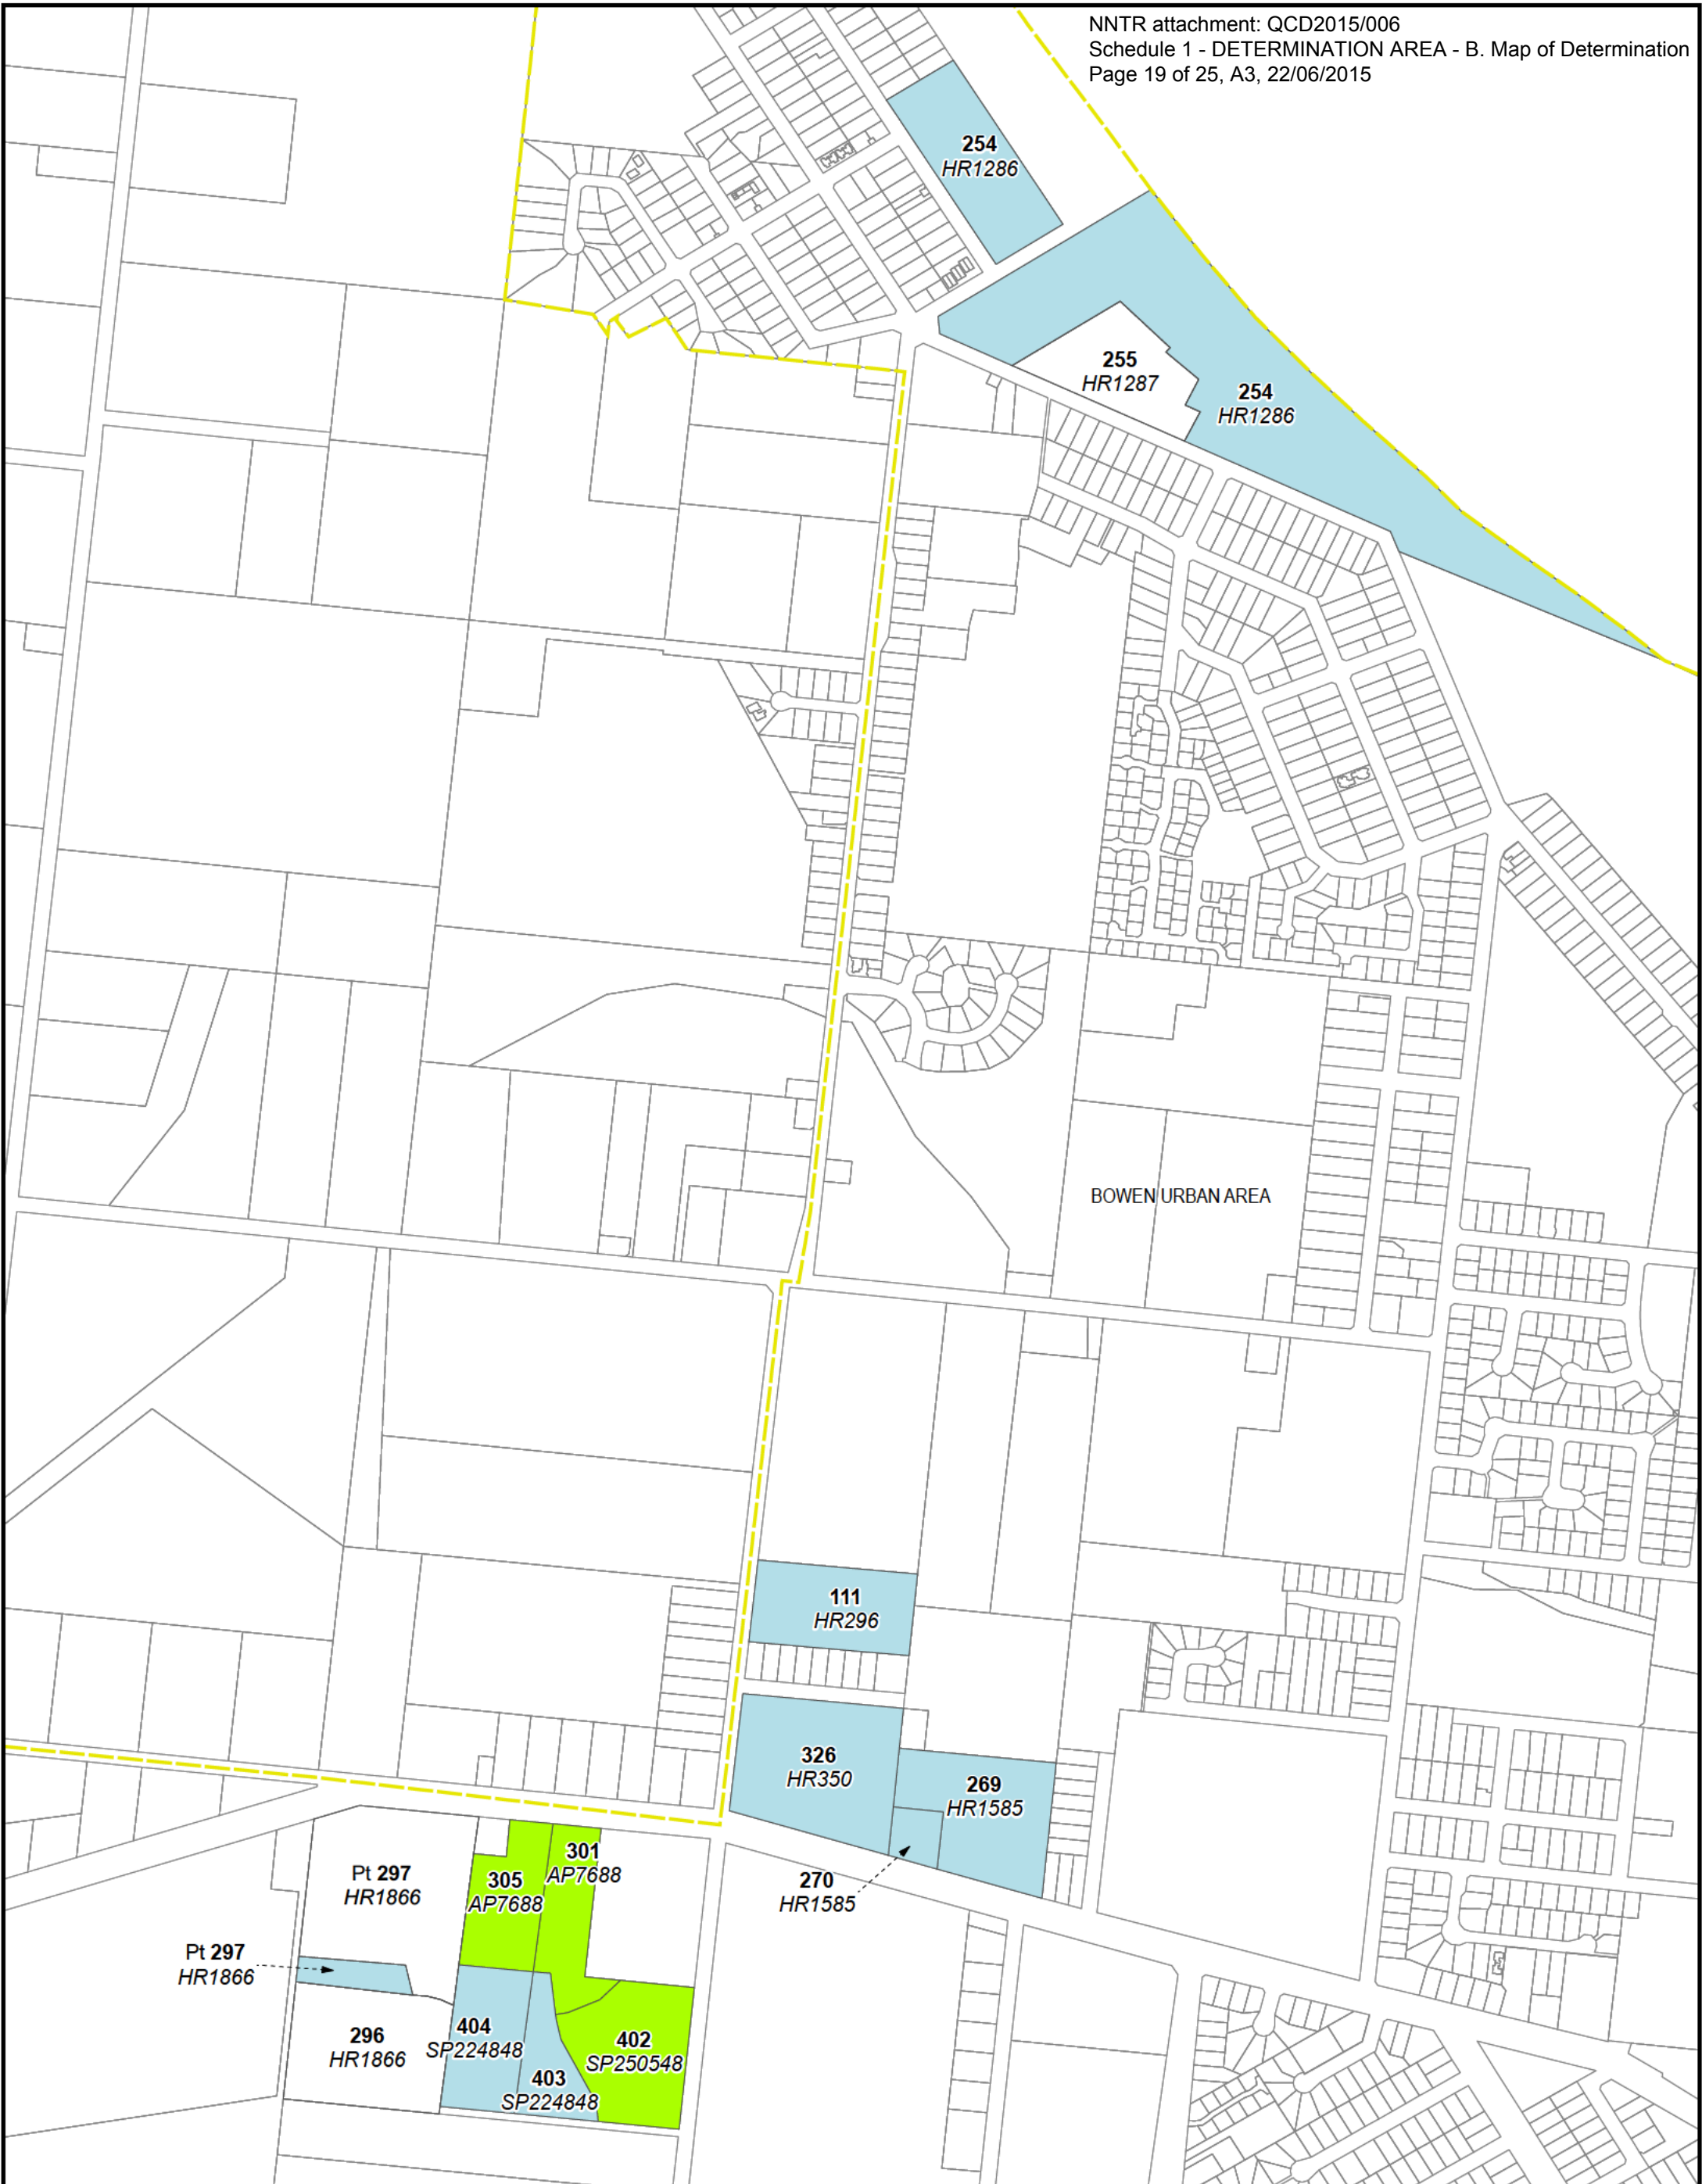 NNTR attachment: QCD2015/006
Schedule 1 - DETERMINATION AREA - B. Map of Determination
Page 19 of 25, A3, 22/06/2015
254
HR1286
255
HR1287
254
HR1286
BOWEN URBAN AREA
111
HR296
326
HR350
269
HR1585
270
HR1585
301
AP7688
305
AP7688
Pt 297
HR1866
Pt 297
HR1866
296
HR1866
404
SP224848
402
SP250548
403
SP224848